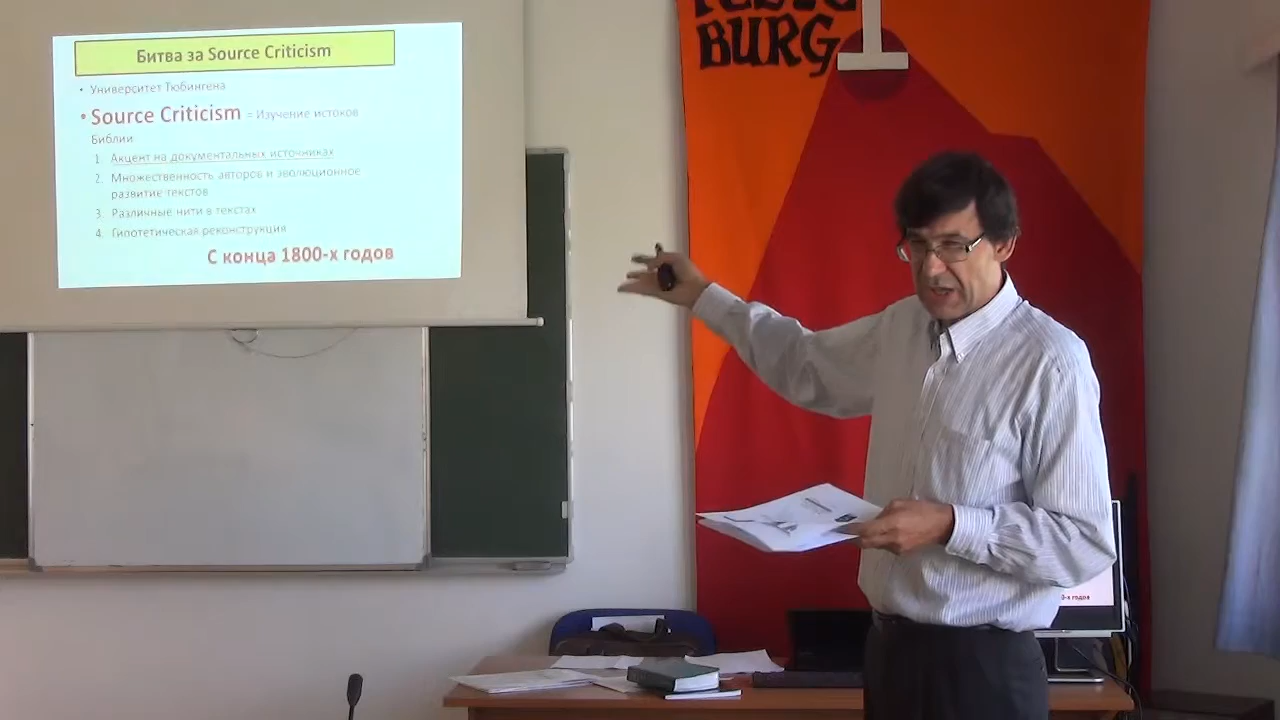 Битва за Source Criticism
• Университет Тюбингена
• Source Criticism = Изучение истоков
Библии
1. Акцент на документальных источниках
2. Множественность авторов и эволюционное
развитие текстов
3. Различные нити в текстах
4. Гипотетическая реконструкция
С конца 1800-х годов
BURG
-х годов